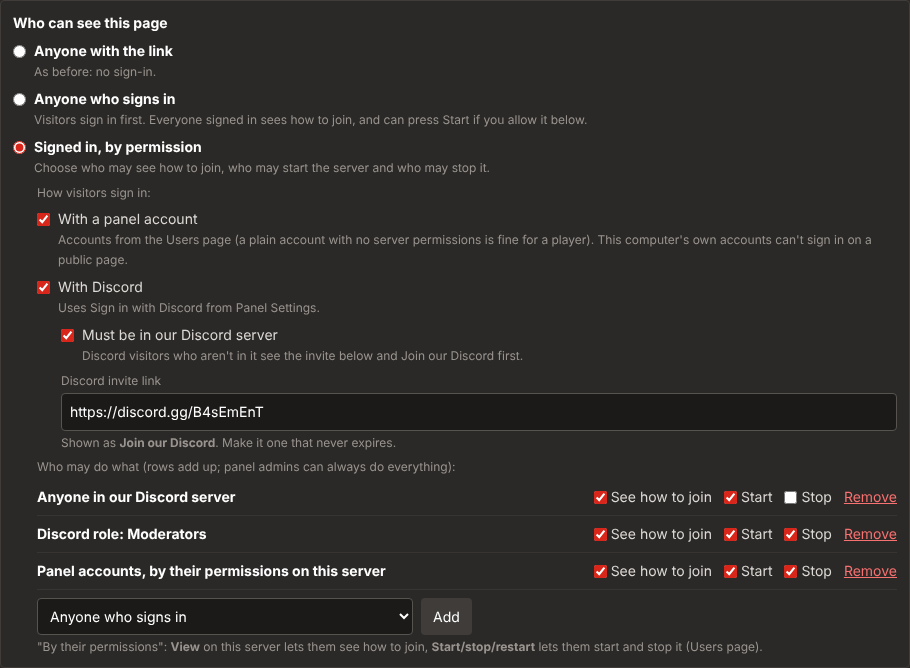 Who can see this page
Anyone with the link
As before: no sign-in.
Anyone who signs in
Visitors sign in first. Everyone signed in sees how to join, and can press Start if you allow it below.
Signed in, by permission
Choose who may see how to join, who may start the server and who may stop it.
How visitors sign in:
With a panel account
Accounts from the Users page (a plain account with no server permissions is fine for a player). This computer's own accounts can't sign in on a
public page.
With Discord
Uses Sign in with Discord from Panel Settings.
Must be in our Discord server
Discord visitors who aren't in it see the invite below and Join our Discord first.
Discord invite link
https://discord.gg/B4sEmEnT
Shown as Join our Discord. Make it one that never expires.
Who may do what (rows add up; panel admins can always do everything):
Anyone in our Discord server See how to join Start Stop Remove
Discord role: Moderators See how to join Start Stop Remove
Panel accounts, by their permissions on this server See how to join Start Stop Remove
Anyone who signs in Add
"By their permissions": View on this server lets them see how to join, Start/stop/restart lets them start and stop it (Users page).